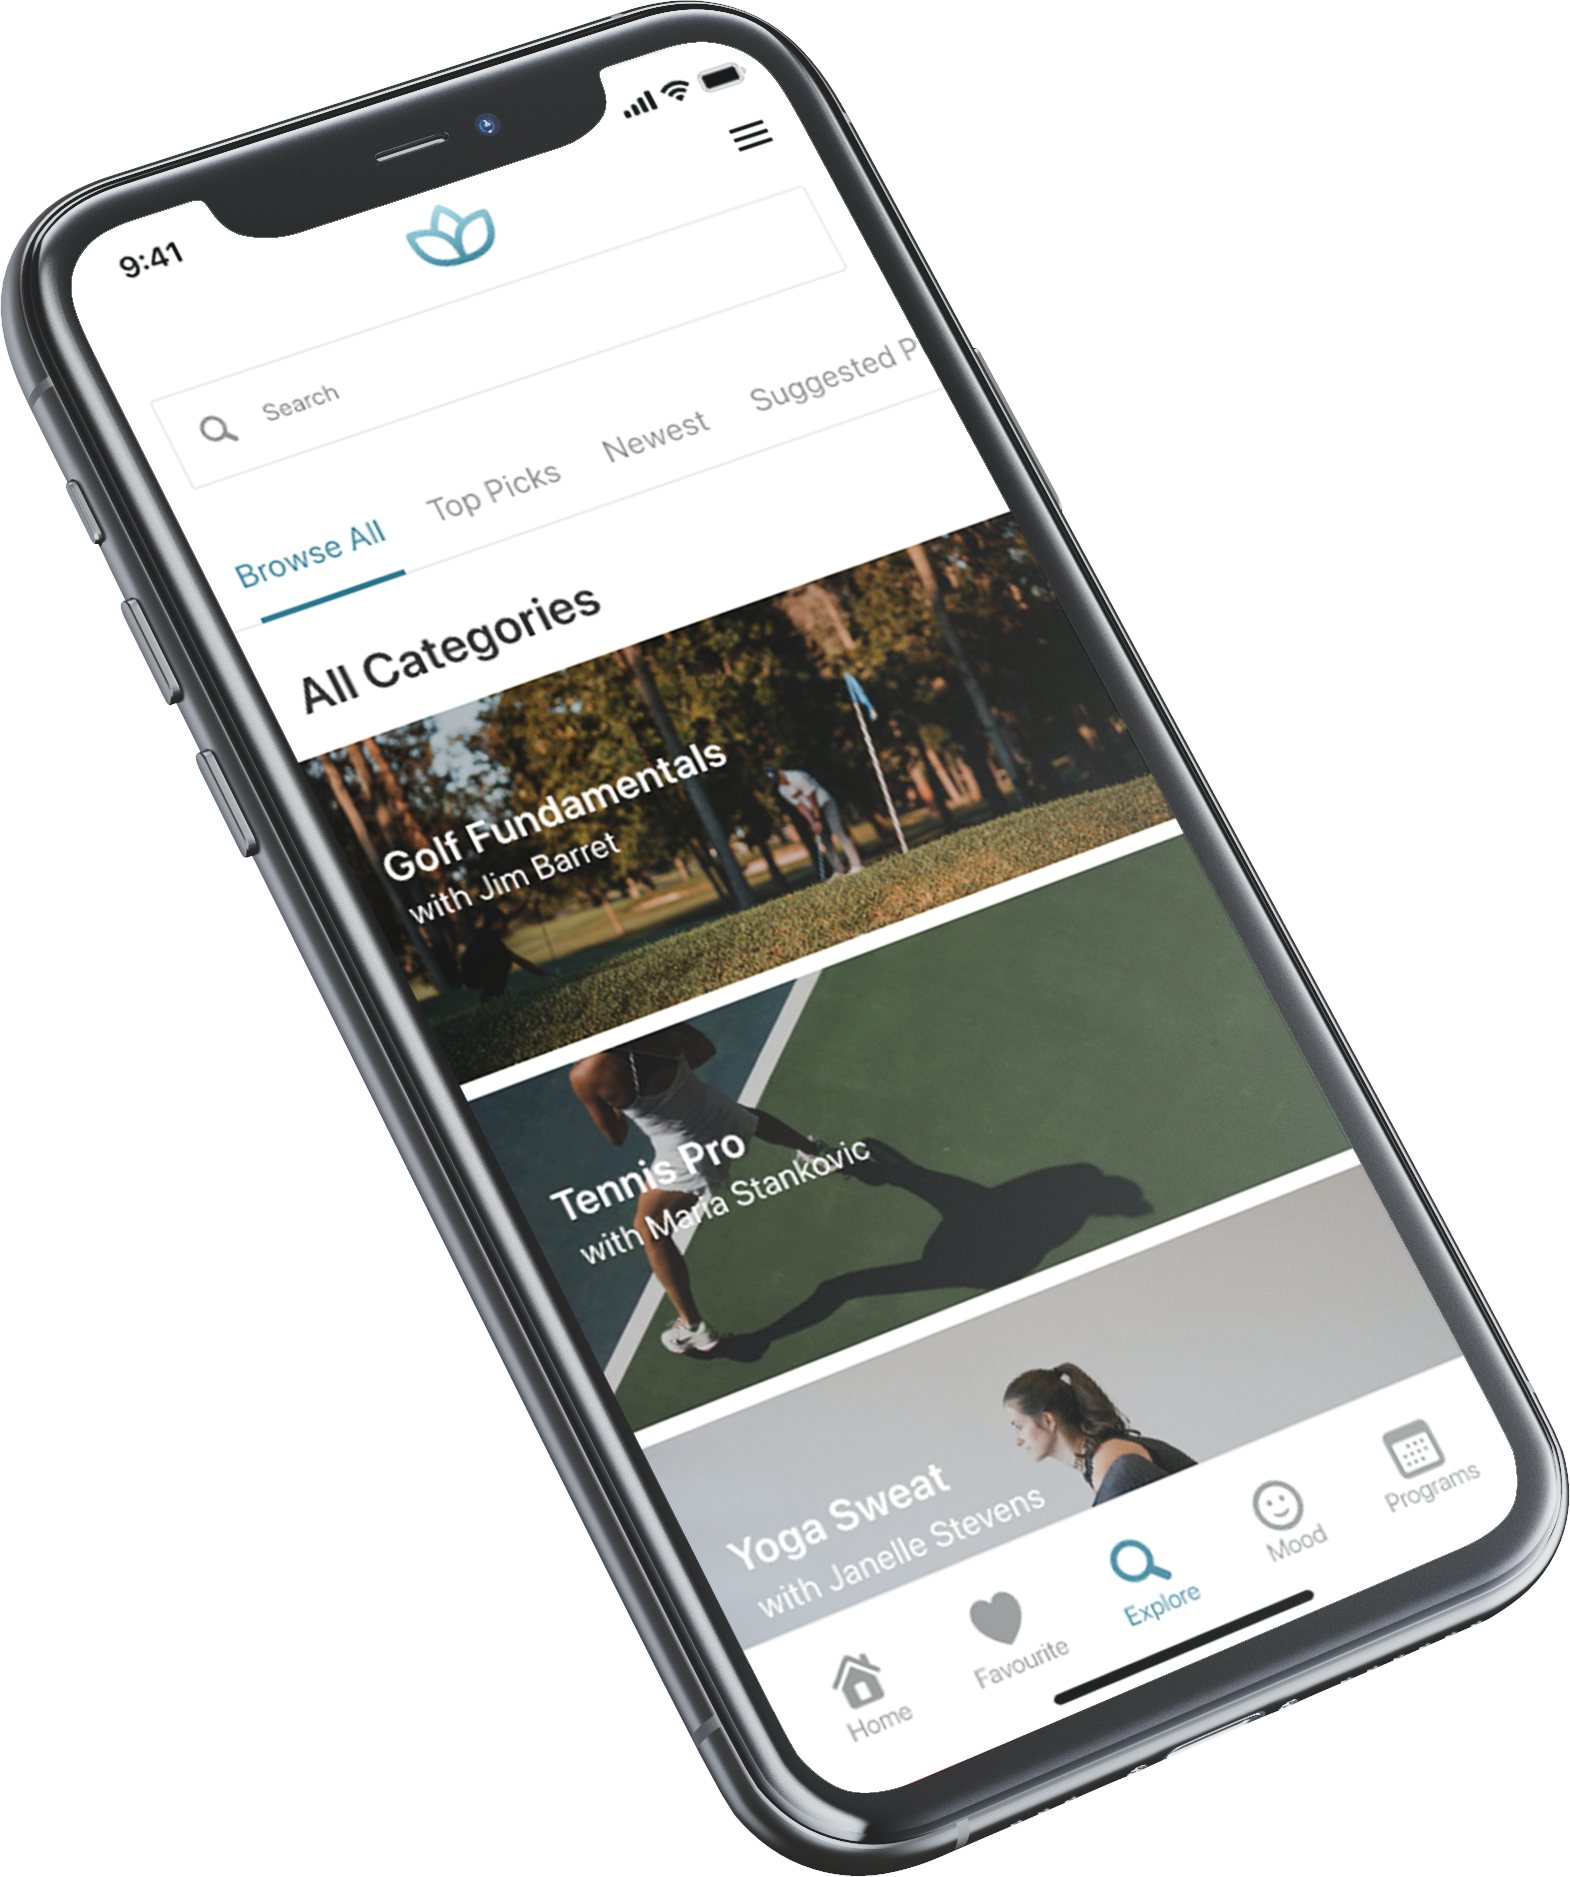 9:41
Search
Browse All
Top Picks
Newest
Suggested P
All Categories
Golf Fundamentals
with Jim Barret
Tennis Pro
with Maria Stankovic
Yoga Sweat
with Janelle Stevens
Home
Favourite
Explore
Mood
Programs